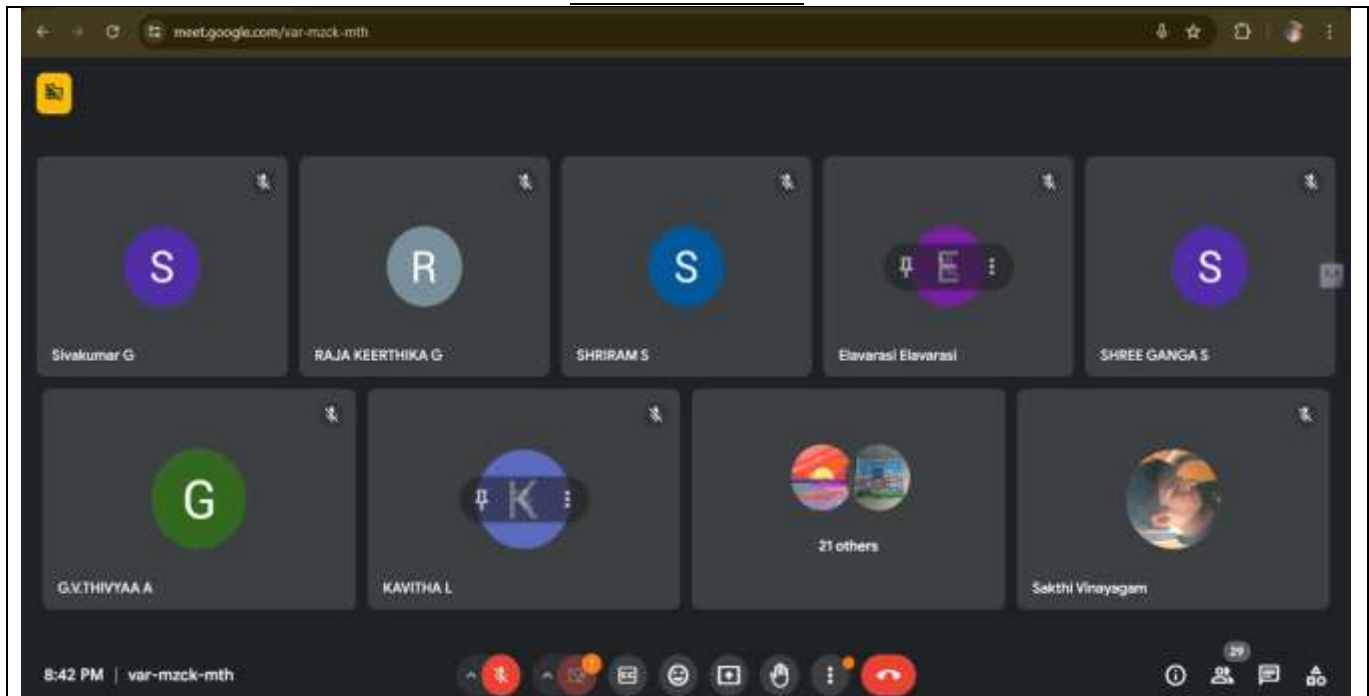 meet.google.com/var-mzck-mth
S
R
S
E
S
Sivakumar G
RAJA KEERTHIKA G
SHRIRAM S
Elavarasi Elavarasi
SHREE GANGA S
G
K
21 others
G.V.THIVYAA A
KAVITHA L
Sakthi Vinayagam
29
8:42 PM | var-mzck-mth
CC